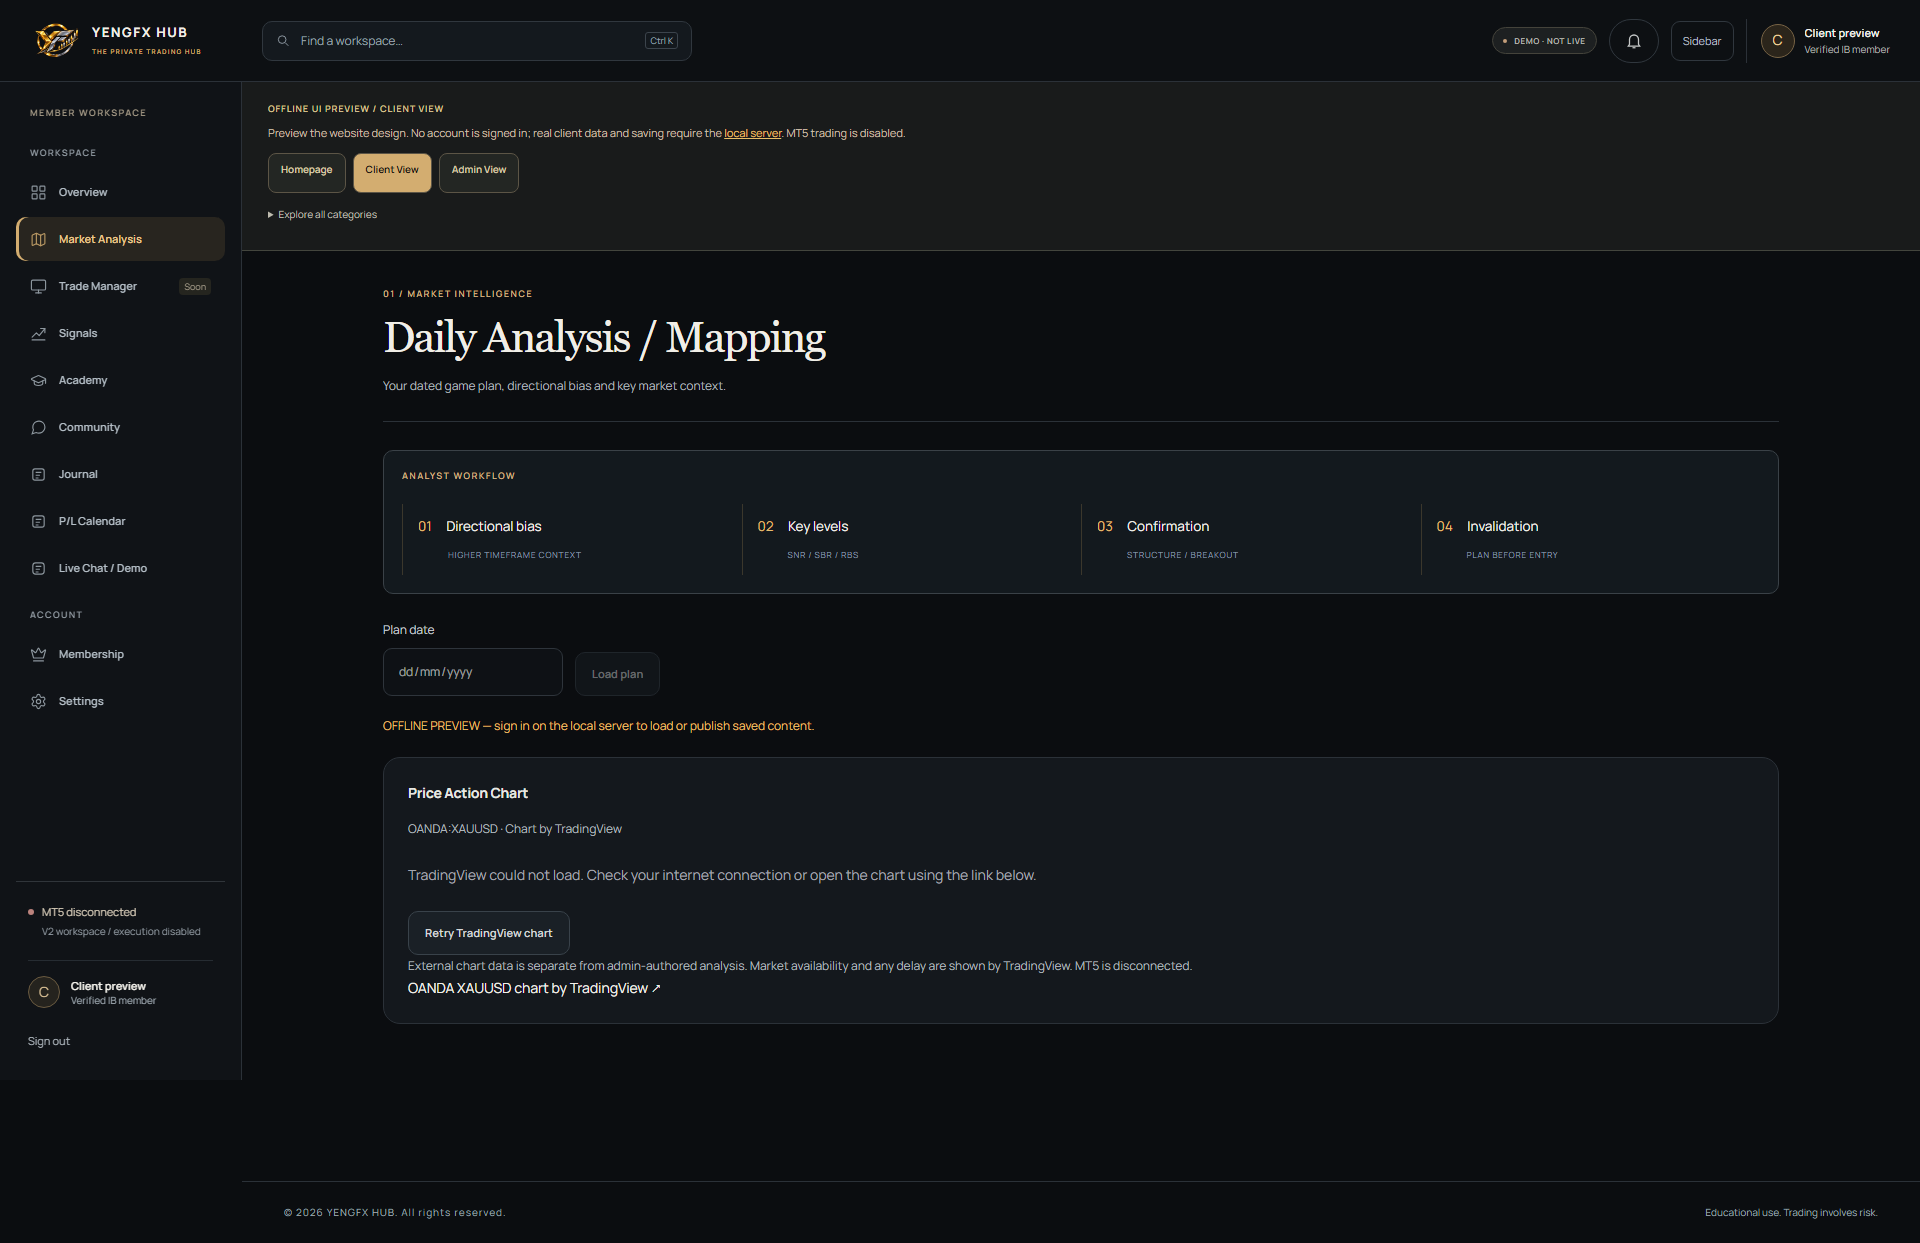 YENGFX HUB
THE PRIVATE TRADING HUB
Find a workspace...
Ctrl K
DEMO · NOT LIVE
Sidebar
C
Client preview
Verified IB member
MEMBER WORKSPACE
WORKSPACE
Overview
Market Analysis
Trade Manager
Soon
Signals
Academy
Community
Journal
P/L Calendar
Live Chat / Demo
ACCOUNT
Membership
Settings
MT5 disconnected
V2 workspace / execution disabled
C
Client preview
Verified IB member
Sign out
OFFLINE UI PREVIEW / CLIENT VIEW
Preview the website design. No account is signed in; real client data and saving require the local server. MT5 trading is disabled.
Homepage
Client View
Admin View
Explore all categories
01 / MARKET INTELLIGENCE
Daily Analysis / Mapping
Your dated game plan, directional bias and key market context.
ANALYST WORKFLOW
01 Directional bias
HIGHER TIMEFRAME CONTEXT
02 Key levels
SNR / SBR / RBS
03 Confirmation
STRUCTURE / BREAKOUT
04 Invalidation
PLAN BEFORE ENTRY
Plan date
dd/mm/yyyy
Load plan
OFFLINE PREVIEW — sign in on the local server to load or publish saved content.
Price Action Chart
OANDA:XAUUSD · Chart by TradingView
TradingView could not load. Check your internet connection or open the chart using the link below.
Retry TradingView chart
External chart data is separate from admin-authored analysis. Market availability and any delay are shown by TradingView. MT5 is disconnected.
OANDA XAUUSD chart by TradingView ↗
© 2026 YENGFX HUB. All rights reserved.
Educational use. Trading involves risk.